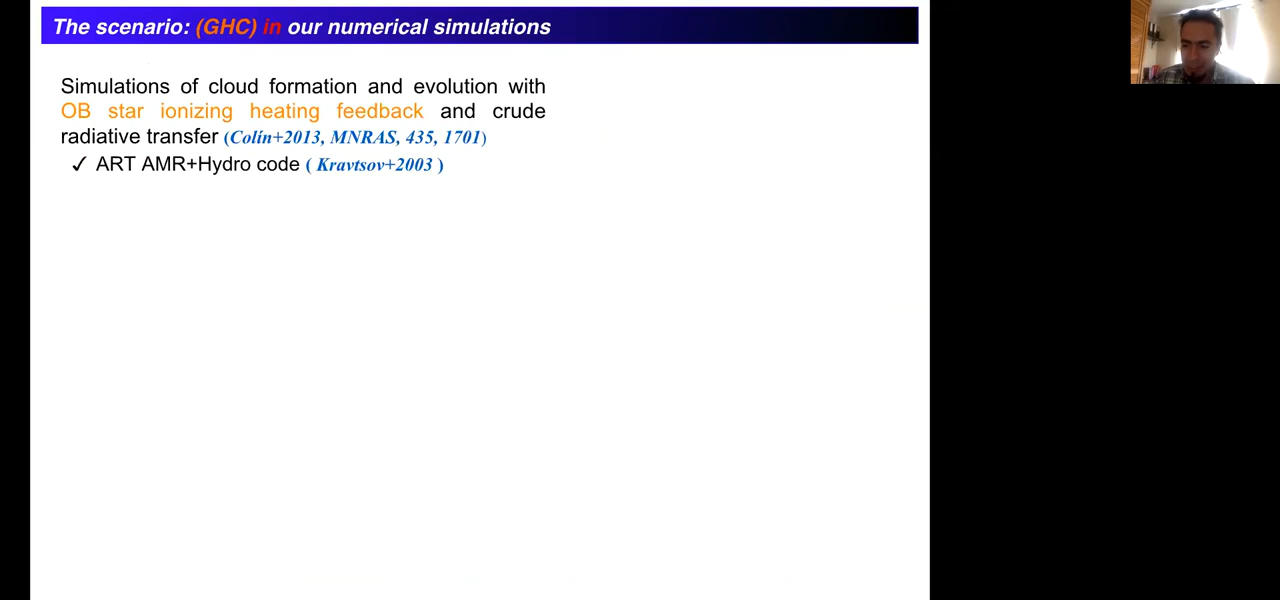 The scenario: (GHC) in our numerical simulations
Simulations of cloud formation and evolution with
OB star ionizing heating feedback and crude
radiative transfer (Colín+2013, MNRAS, 435, 1701)
✓ ART AMR+Hydro code ( Kravtsov+2003 )